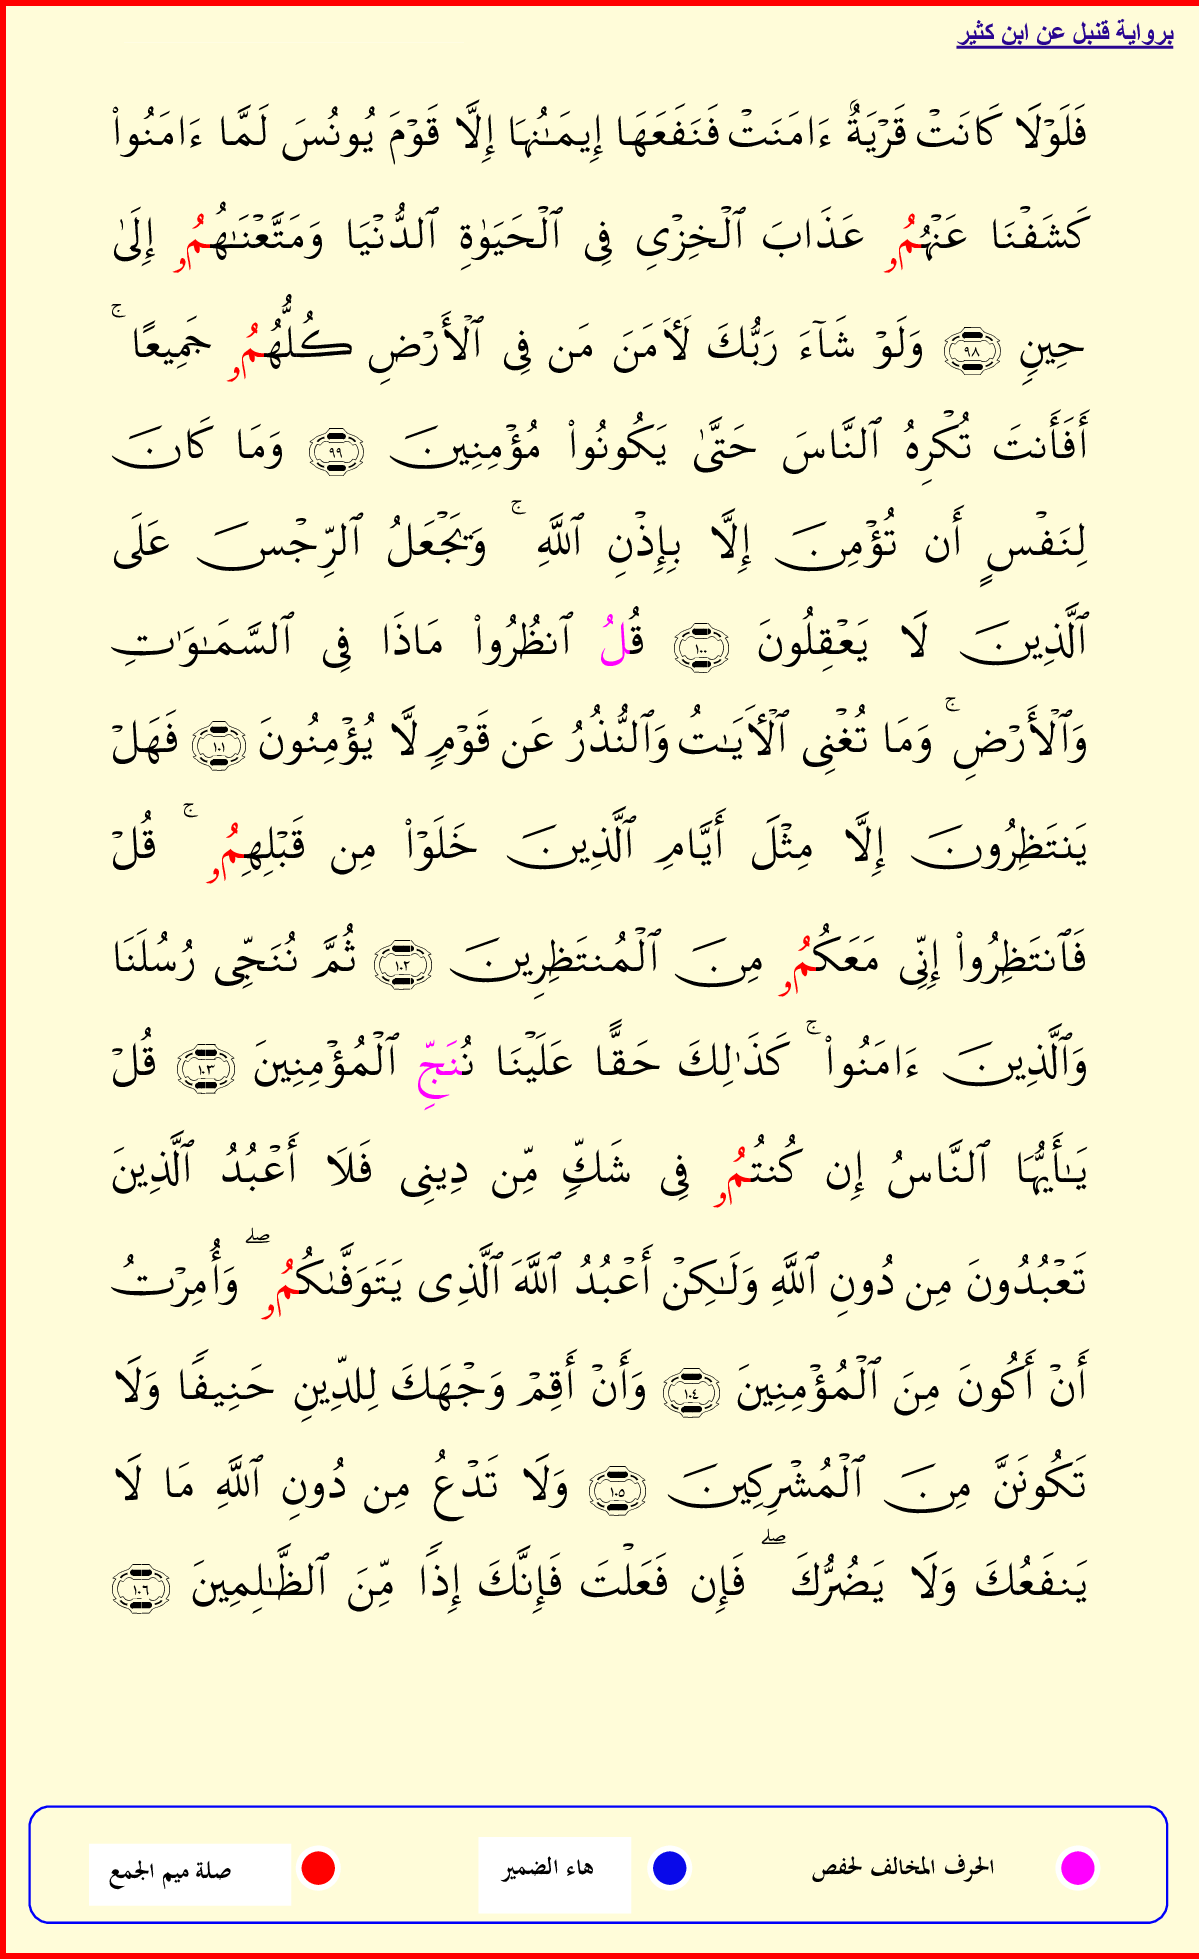 برواية قنبل عن ابن كثير
فَلَوۡلَا كَانَتۡ قَرۡيَةٌ ءَامَنَتۡ فَنَفَعَهَا إِيمَـٰنُهَا إِلَّا قَوۡمَ يُونُسَ لَمَّا ءَامَنُوا۟
كَشَفۡنَا عَنۡهُمُۥ عَذَابَ ٱلۡخِزۡىِ فِى ٱلۡحَيَوٰةِ ٱلدُّنۡيَا وَمَتَّعۡنَـٰهُمُۥ إِلَىٰ
حِينٍ ٩٨ وَلَوۡ شَآءَ رَبُّكَ لَأٓمَنَ مَن فِى ٱلۡأَرۡضِ كُلُّهُمُۥ جَمِيعًا ۚ
أَفَأَنتَ تُكۡرِهُ ٱلنَّاسَ حَتَّىٰ يَكُونُوا۟ مُؤۡمِنِينَ ٩٩ وَمَا كَانَ
لِنَفۡسٍ أَن تُؤۡمِنَ إِلَّا بِإِذۡنِ ٱللَّهِ ۚ وَيَجۡعَلُ ٱلرِّجۡسَ عَلَى
ٱلَّذِينَ لَا يَعۡقِلُونَ ١٠٠ قُلُ ٱنظُرُوا۟ مَاذَا فِى ٱلسَّمَـٰوَٰتِ
وَٱلۡأَرۡضِ ۚ وَمَا تُغۡنِى ٱلۡأَيَـٰتُ وَٱلنُّذُرُ عَن قَوۡمٍ لَّا يُؤۡمِنُونَ ١٠١ فَهَلۡ
يَنتَظِرُونَ إِلَّا مِثۡلَ أَيَّامِ ٱلَّذِينَ خَلَوۡا۟ مِن قَبۡلِهِمُۥ ۚ قُلۡ
فَٱنتَظِرُوا۟ إِنِّى مَعَكُمُۥ مِنَ ٱلۡمُنتَظِرِينَ ١٠٢ ثُمَّ نُنَجِّى رُسُلَنَا
وَٱلَّذِينَ ءَامَنُوا۟ ۚ كَذَٰلِكَ حَقًّا عَلَيۡنَا نُنَجِّ ٱلۡمُؤۡمِنِينَ ١٠٣ قُلۡ
يَـٰأَيُّهَا ٱلنَّاسُ إِن كُنتُمُۥ فِى شَكٍّ مِّن دِينِى فَلَا أَعۡبُدُ ٱلَّذِينَ
تَعۡبُدُونَ مِن دُونِ ٱللَّهِ وَلَـٰكِنۡ أَعۡبُدُ ٱللَّهَ ٱلَّذِى يَتَوَفَّىٰكُمُۥ ۖ وَأُمِرۡتُ
أَنۡ أَكُونَ مِنَ ٱلۡمُؤۡمِنِينَ ١٠٤ وَأَنۡ أَقِمۡ وَجۡهَكَ لِلدِّينِ حَنِيفًا وَلَا
تَكُونَنَّ مِنَ ٱلۡمُشۡرِكِينَ ١٠٥ وَلَا تَدۡعُ مِن دُونِ ٱللَّهِ مَا لَا
يَنفَعُكَ وَلَا يَضُرُّكَ ۖ فَإِن فَعَلۡتَ فَإِنَّكَ إِذًا مِّنَ ٱلظَّـٰلِمِينَ ١٠٦
الحرف المخالف لحفص هاء الضمير صلة ميم الجمع